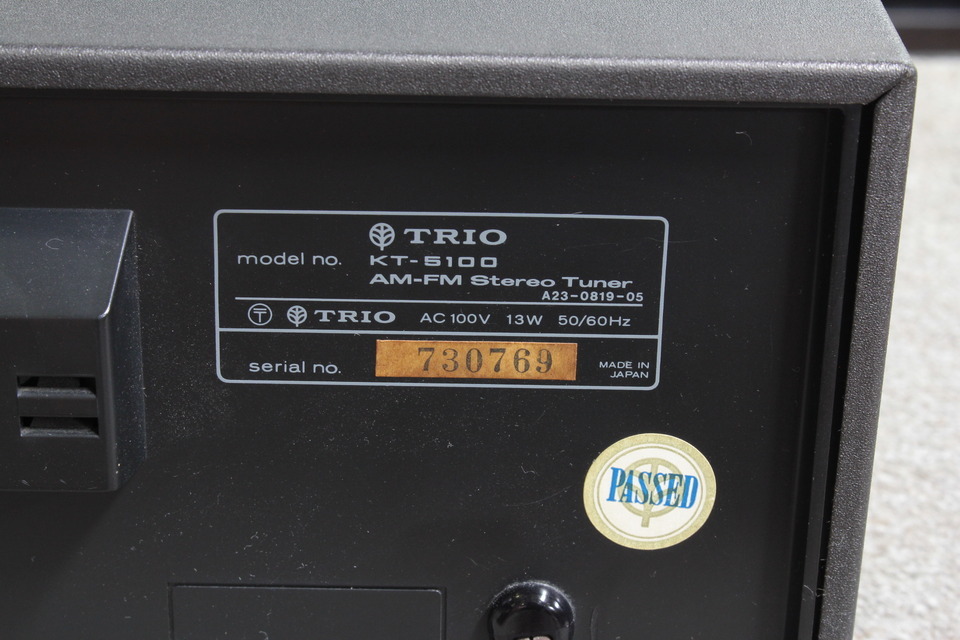 TRIO
model no. KT-5100
AM-FM Stereo Tuner
A23-0819-05
〒 TRIO AC 100V 13W 50/60Hz
serial no. 730769 MADE IN
JAPAN
PASSED